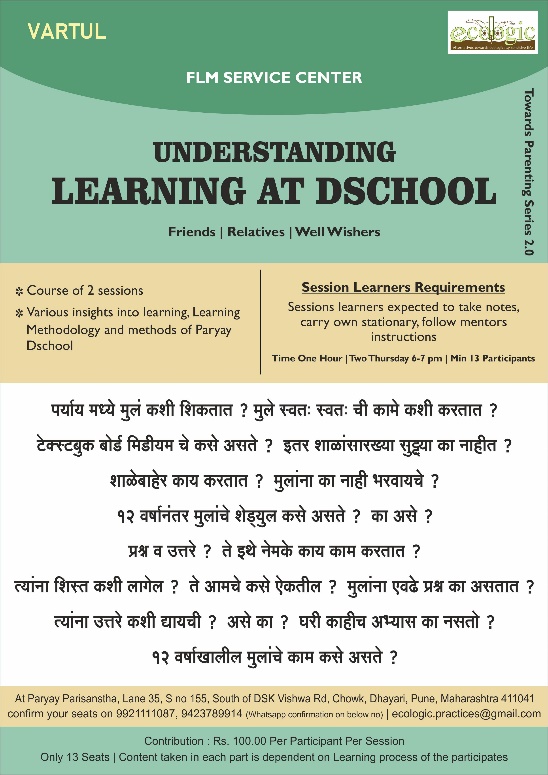 VARTUL
ecologic
FLM SERVICE CENTER
Towards Parenting Series 2.0
UNDERSTANDING
LEARNING AT DSCHOOL
Friends | Relatives | Well Wishers
✽ Course of 2 sessions
✽ Various insights into learning, Learning
Methodology and methods of Paryay
Dschool
Session Learners Requirements
Sessions learners expected to take notes,
carry own stationary, follow mentors
instructions
Time One Hour | Two Thursday 6-7 pm | Min 13 Participants
पर्याय मध्ये मुलं कशी शिकतात ? मुले स्वतः स्वतः ची कामे कशी करतात ?
टेक्स्टबुक बोर्ड मिडीयम चे कसे असते ? इतर शाळांसारख्या सुट्ट्या का नाहीत ?
शाळेबाहेर काय करतात ? मुलांना का नाही भरवायचे ?
१२ वर्षानंतर मुलांचे शेड्युल कसे असते ? का असे ?
प्रश्न व उत्तरे ? ते इथे नेमके काय काम करतात ?
त्यांना शिस्त कशी लागेल ? ते आमचे कसे ऐकतील ? मुलांना एवढे प्रश्न का असतात ?
त्यांना उत्तरे कशी द्यायची ? असे का ? घरी काहीच अभ्यास का नसतो ?
१२ वर्षाखालील मुलांचे काम कसे असते ?
At Paryay Parisanstha, Lane 35, S no 155, South of DSK Vishwa Rd, Chowk, Dhayari, Pune, Maharashtra 411041
confirm your seats on 9921111087, 9423789914 (Whatsapp confirmation on below no) | ecologic.practices@gmail.com
Contribution : Rs. 100.00 Per Participant Per Session
Only 13 Seats | Content taken in each part is dependent on Learning process of the participates